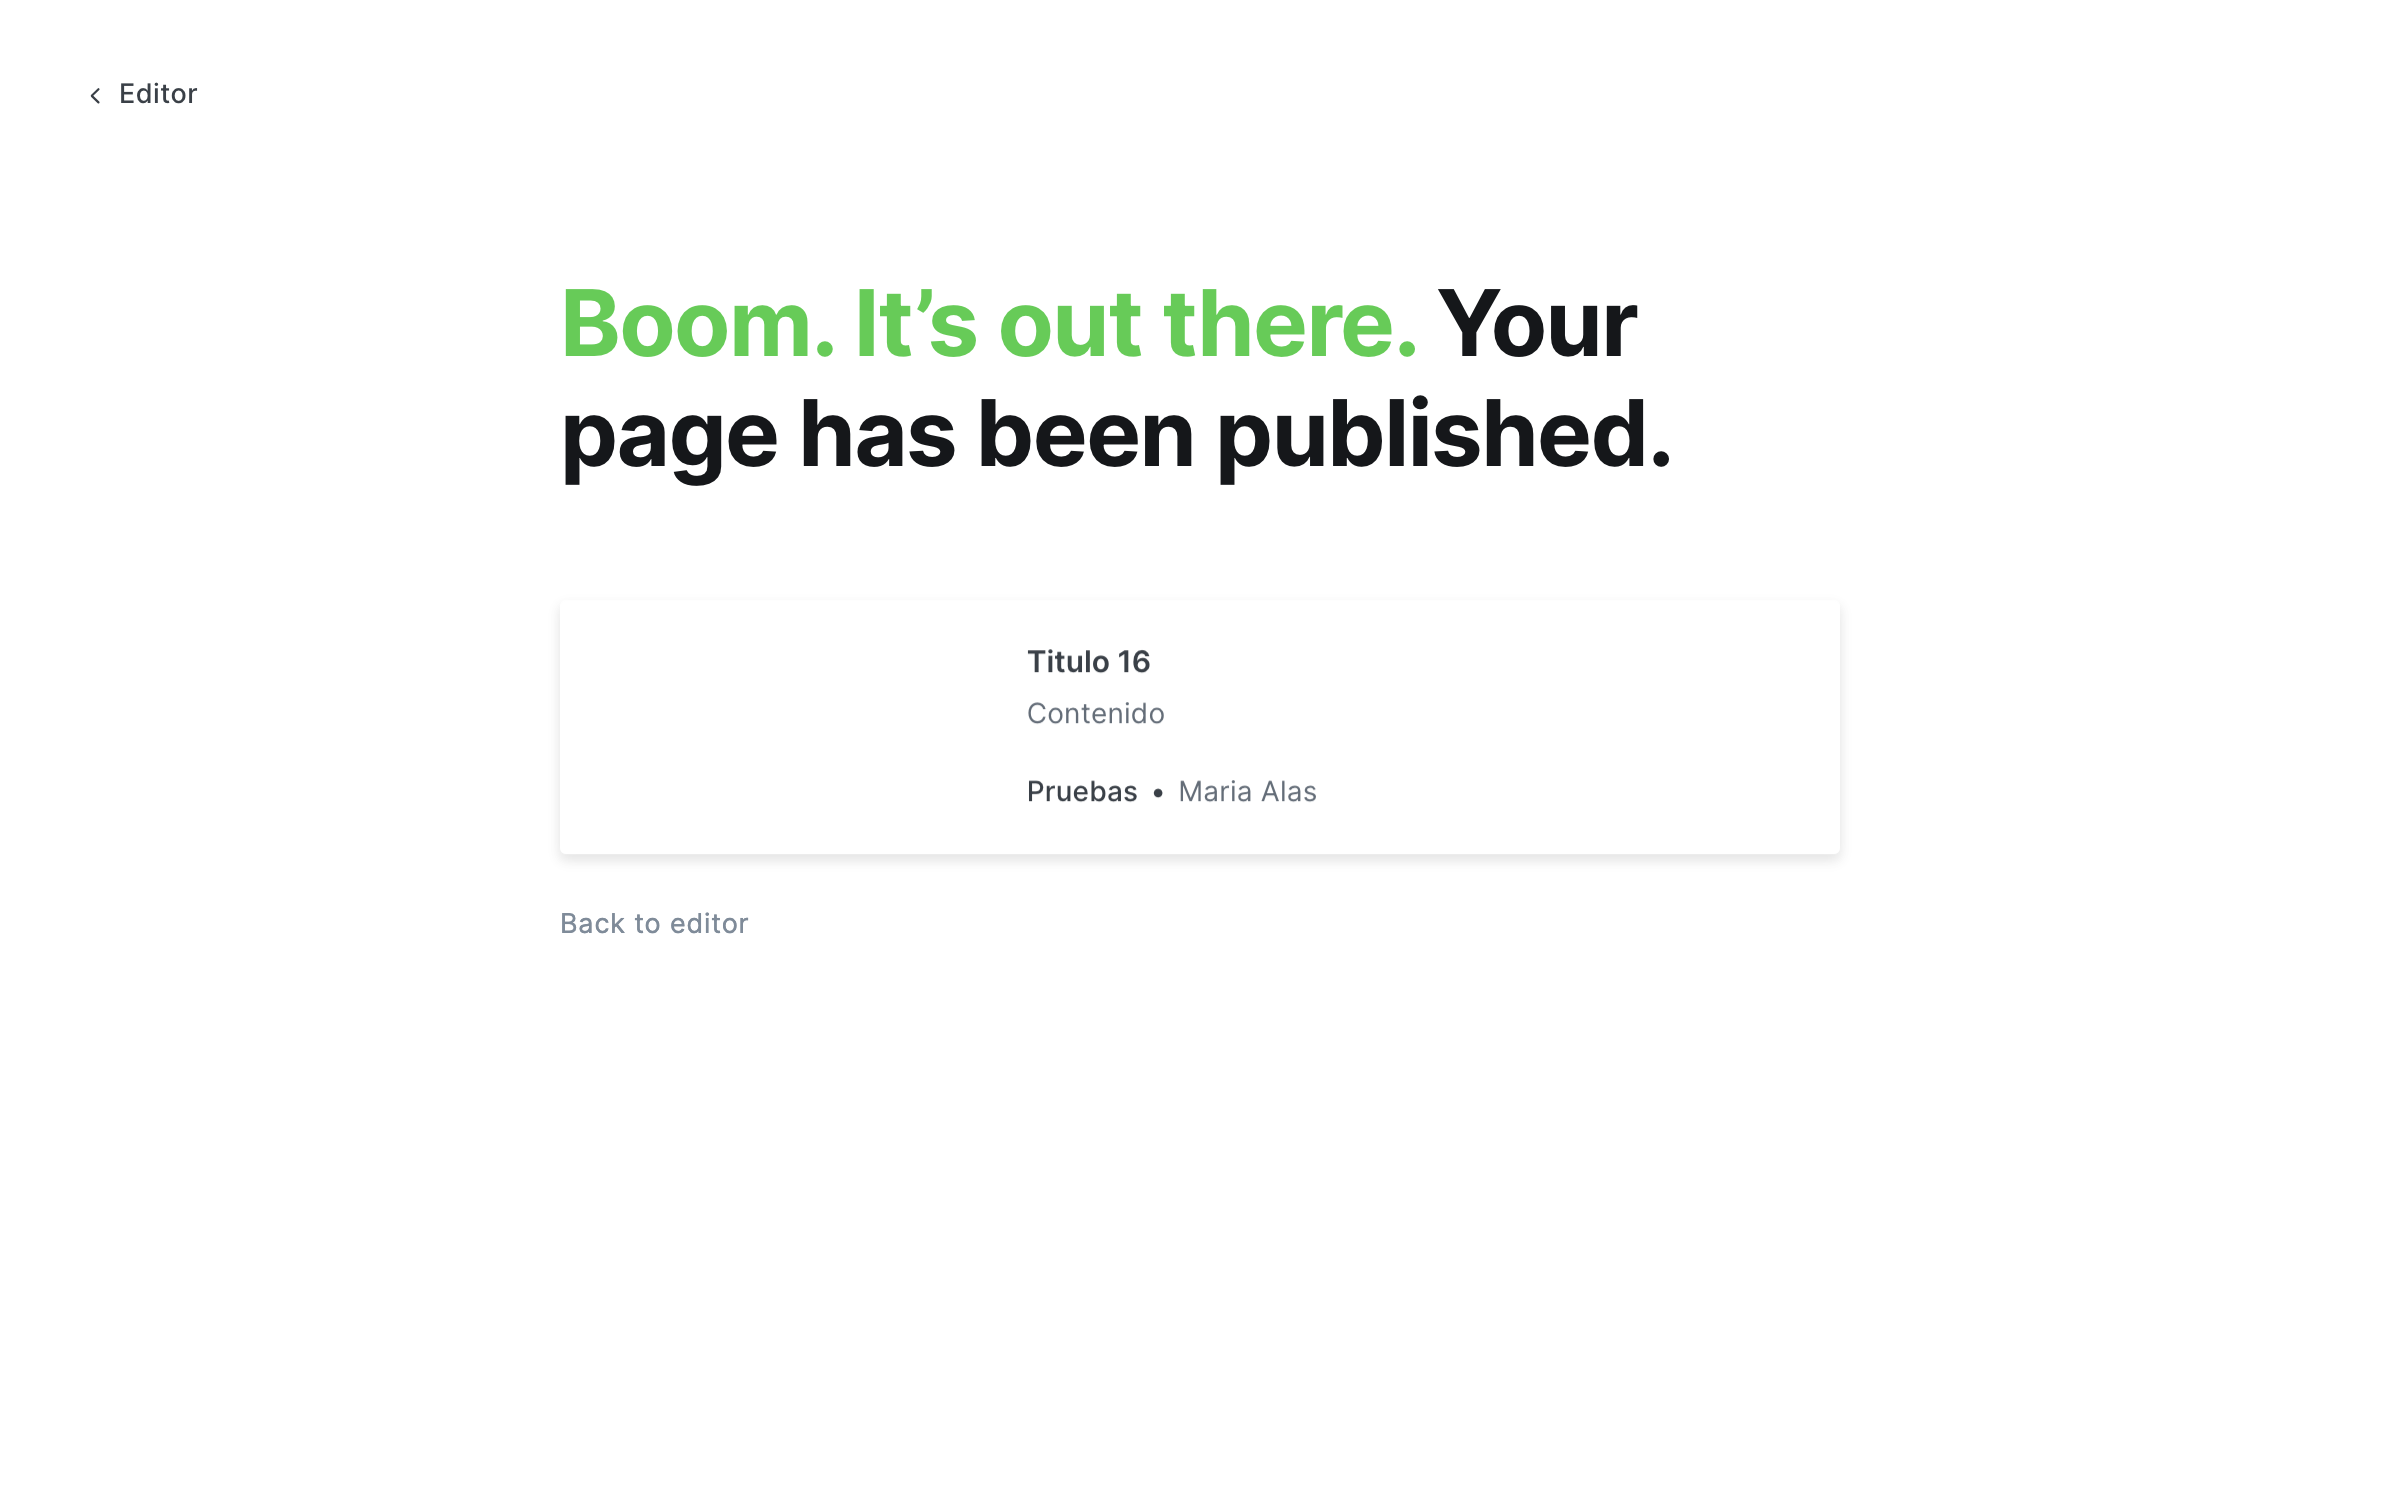 Editor
Boom. It’s out there. Your
page has been published.
Titulo 16
Contenido
Pruebas • Maria Alas
Back to editor